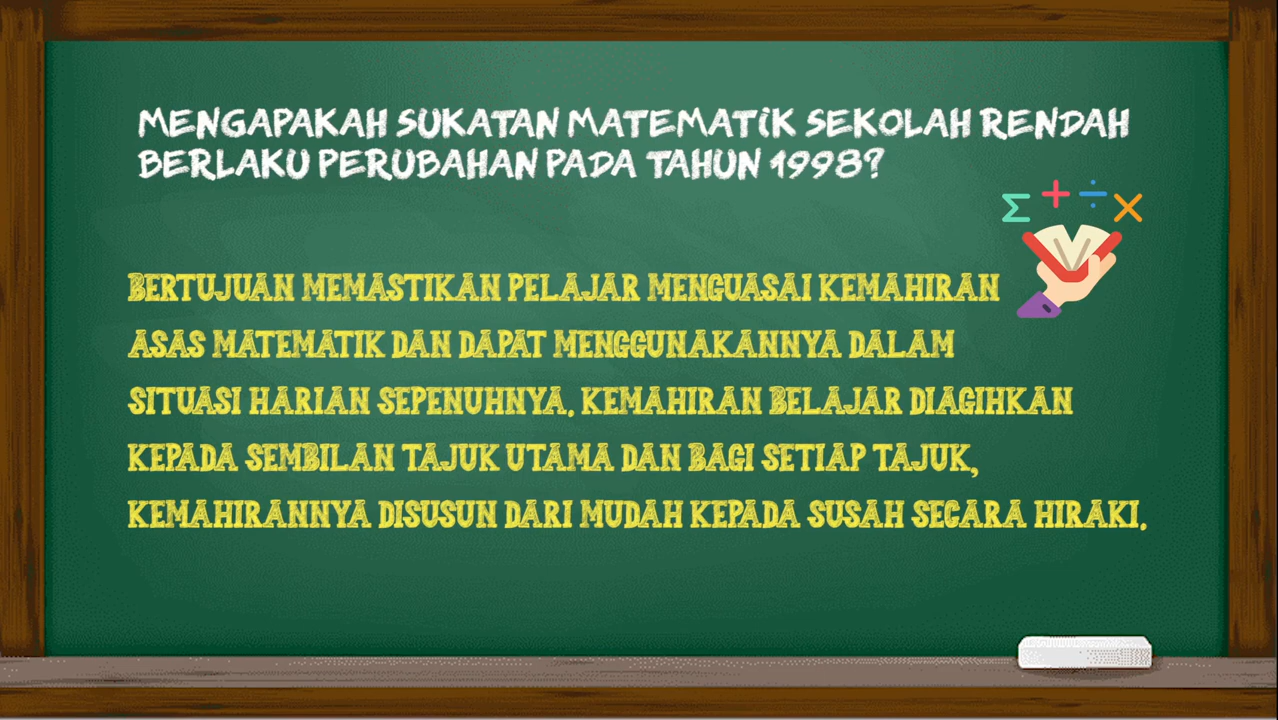 MENGAPAKAH SUKATAN MATEMATIK SEKOLAH RENDAH
BERLAKU PERUBAHAN PADA TAHUN 1998?
Σ + ÷ ×
BERTUJUAN MEMASTIKAN PELAJAR MENGUASAI KEMAHIRAN
ASAS MATEMATIK DAN DAPAT MENGGUNAKANNYA DALAM
SITUASI HARIAN SEPENUHNYA. KEMAHIRAN BELAJAR DIAGIHKAN
KEPADA SEMBILAN TAJUK UTAMA DAN BAGI SETIAP TAJUK,
KEMAHIRANNYA DISUSUN DARI MUDAH KEPADA SUSAH SECARA HIRAKI.